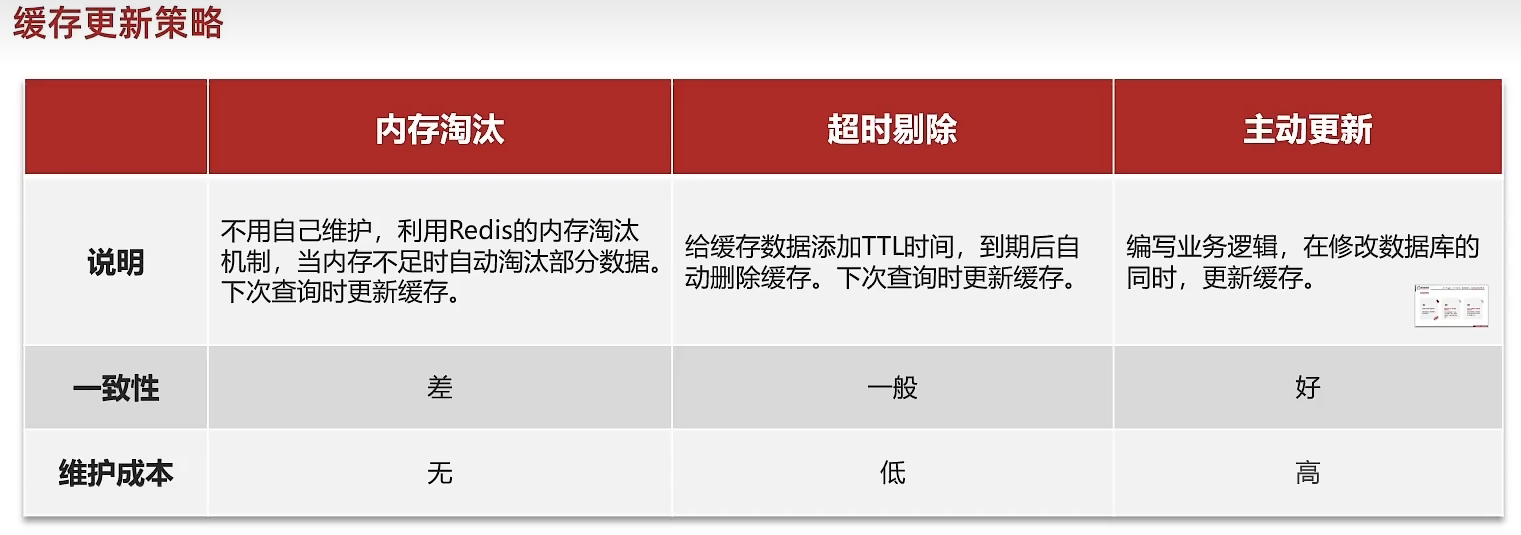 缓存更新策略
内存淘汰
超时剔除
主动更新
说明
不用自己维护，利用Redis的内存淘汰
机制，当内存不足时自动淘汰部分数据。
下次查询时更新缓存。
给缓存数据添加TTL时间，到期后自
动删除缓存。下次查询时更新缓存。
编写业务逻辑，在修改数据库的
同时，更新缓存。
一致性
差
一般
好
维护成本
无
低
高